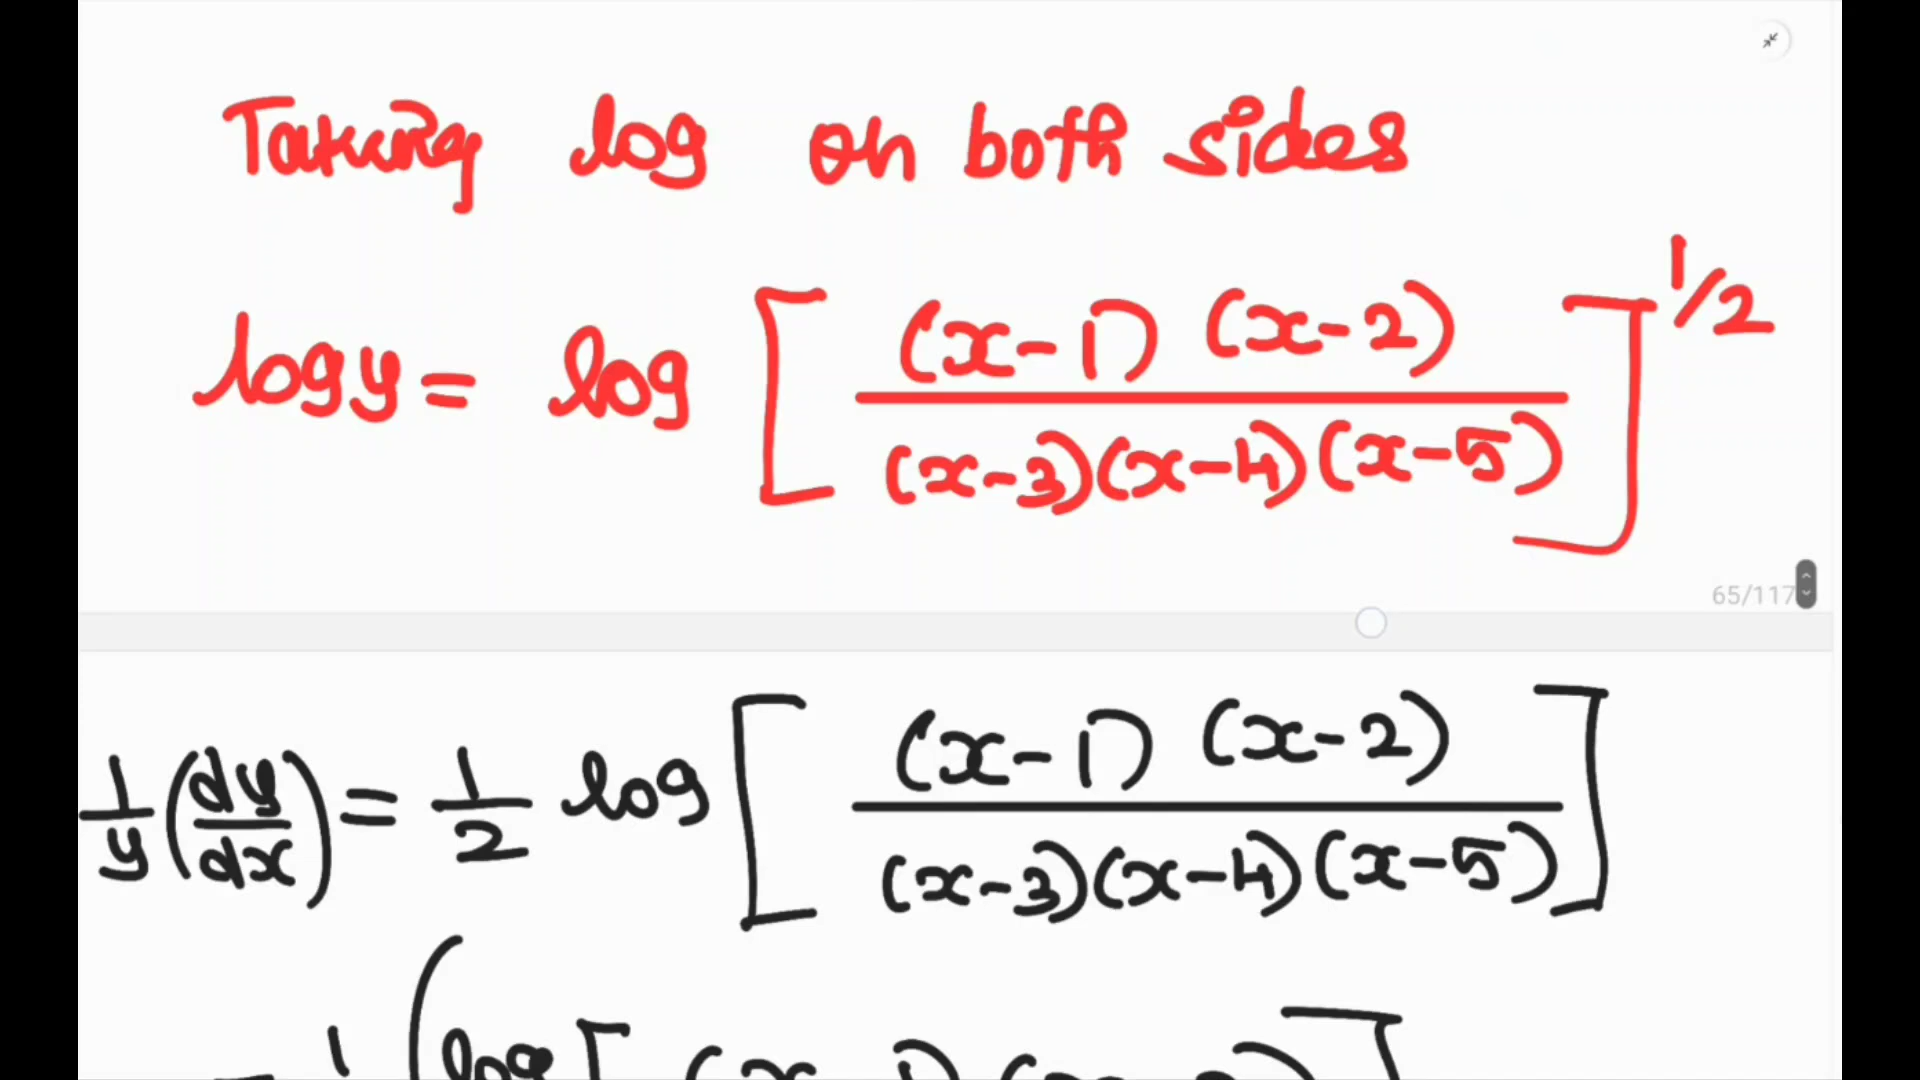 Taking log on both sides
log y = log [ (x-1) (x-2) / (x-3)(x-4)(x-5) ]^1/2
65/117
1/y (dy/dx) = 1/2 log [ (x-1) (x-2) / (x-3)(x-4)(x-5) ]